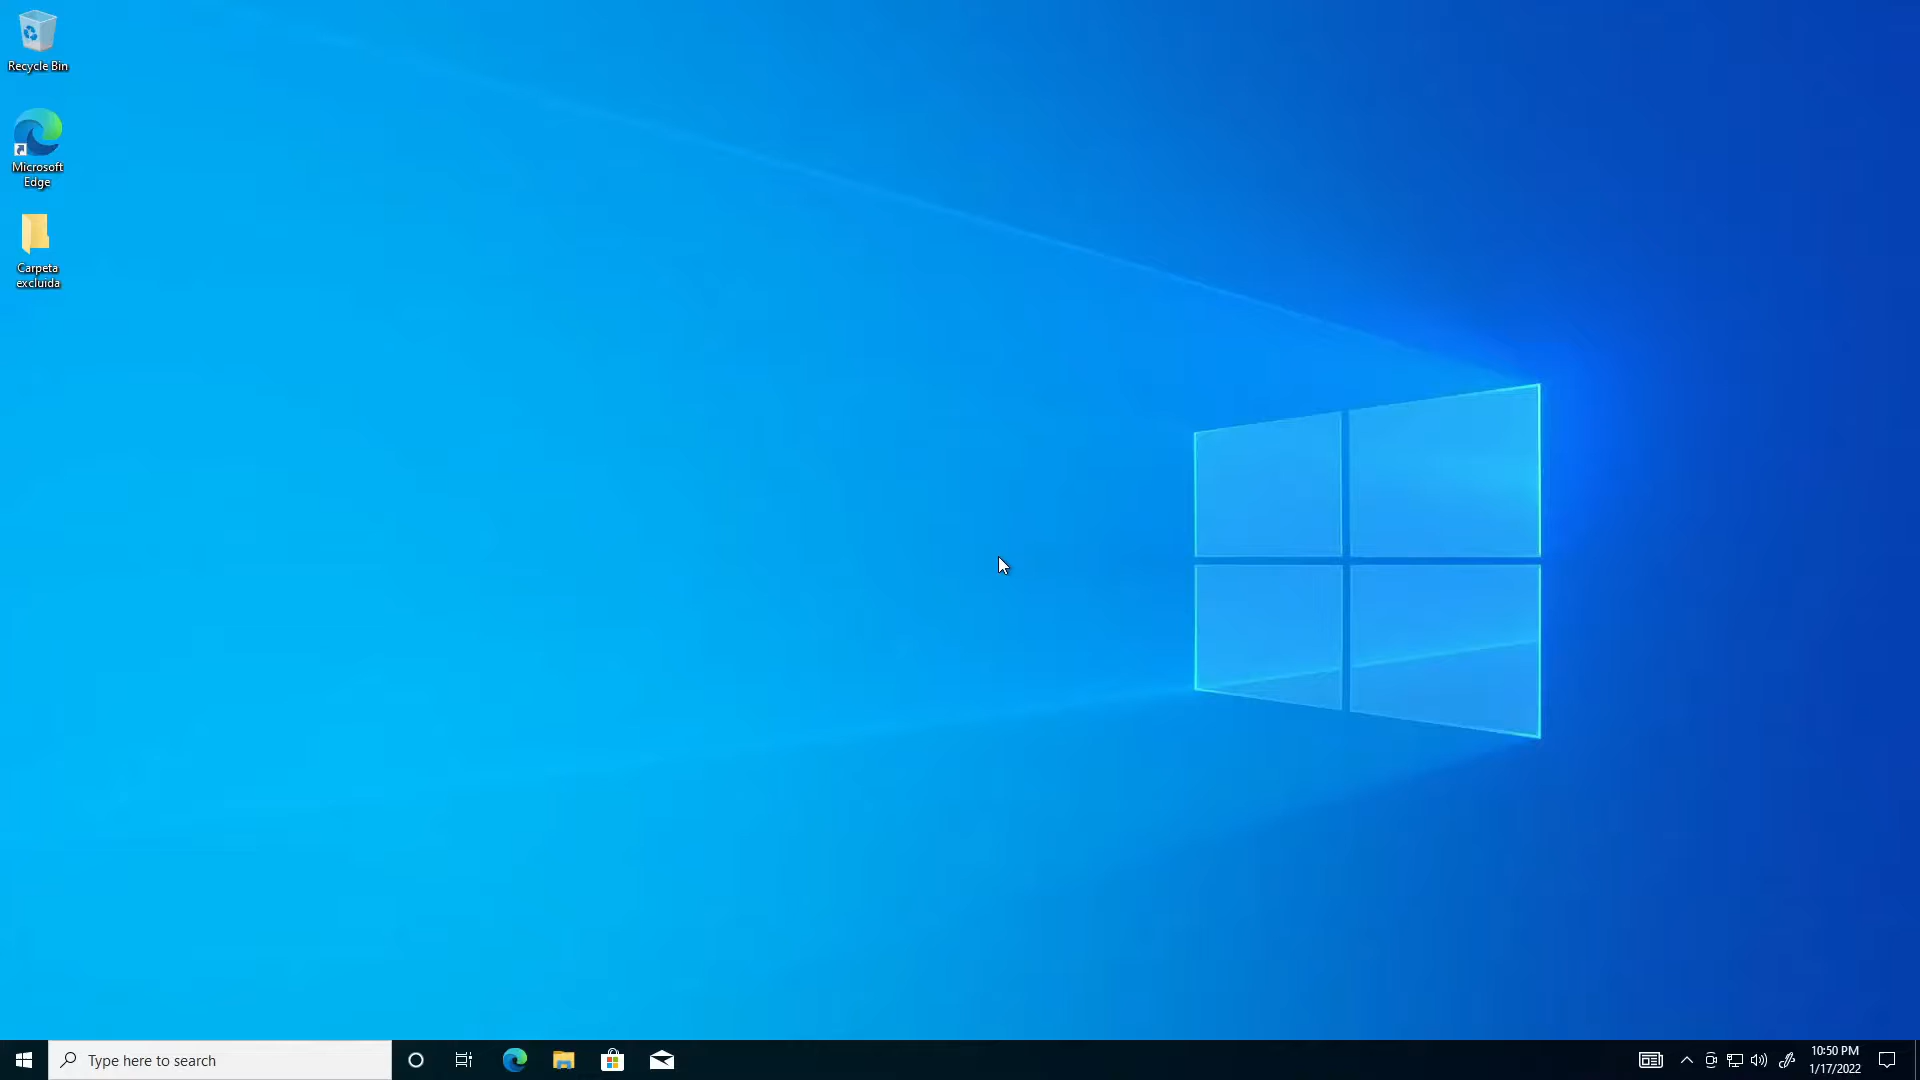 Recycle Bin
Microsoft
Edge
Carpeta
excluida
Type here to search
10:50 PM
1/17/2022